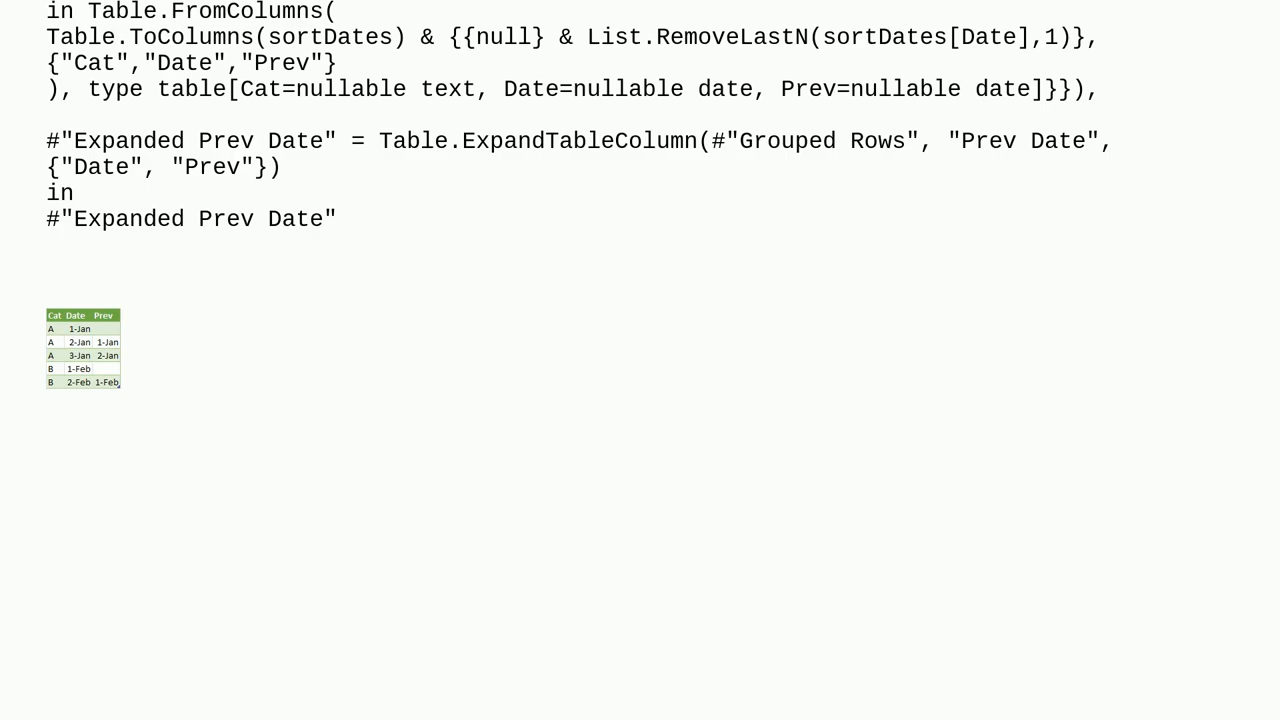 in Table.FromColumns(
Table.ToColumns(sortDates) & {{null} & List.RemoveLastN(sortDates[Date],1)},
{"Cat","Date","Prev"}
), type table[Cat=nullable text, Date=nullable date, Prev=nullable date]}}),
#"Expanded Prev Date" = Table.ExpandTableColumn(#"Grouped Rows", "Prev Date",
{"Date", "Prev"})
in
#"Expanded Prev Date"
Cat Date Prev
A 1-Jan
A 2-Jan 1-Jan
A 3-Jan 2-Jan
B 1-Feb
B 2-Feb 1-Feb